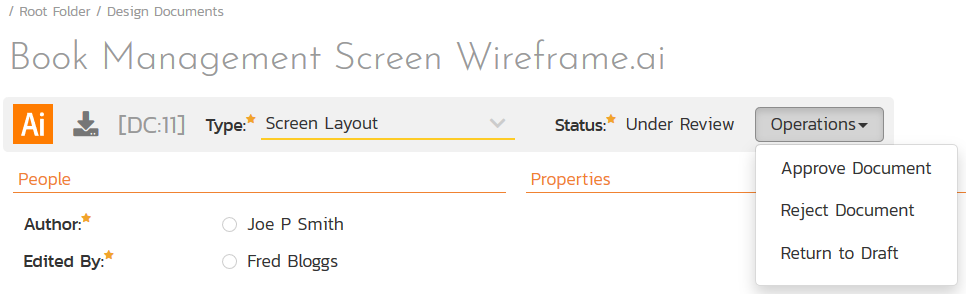 / Root Folder / Design Documents
Book Management Screen Wireframe.ai
Ai [DC:11] Type: Screen Layout Status: Under Review Operations
Approve Document
Reject Document
Return to Draft
People Properties
Author: Joe P Smith
Edited By: Fred Bloggs